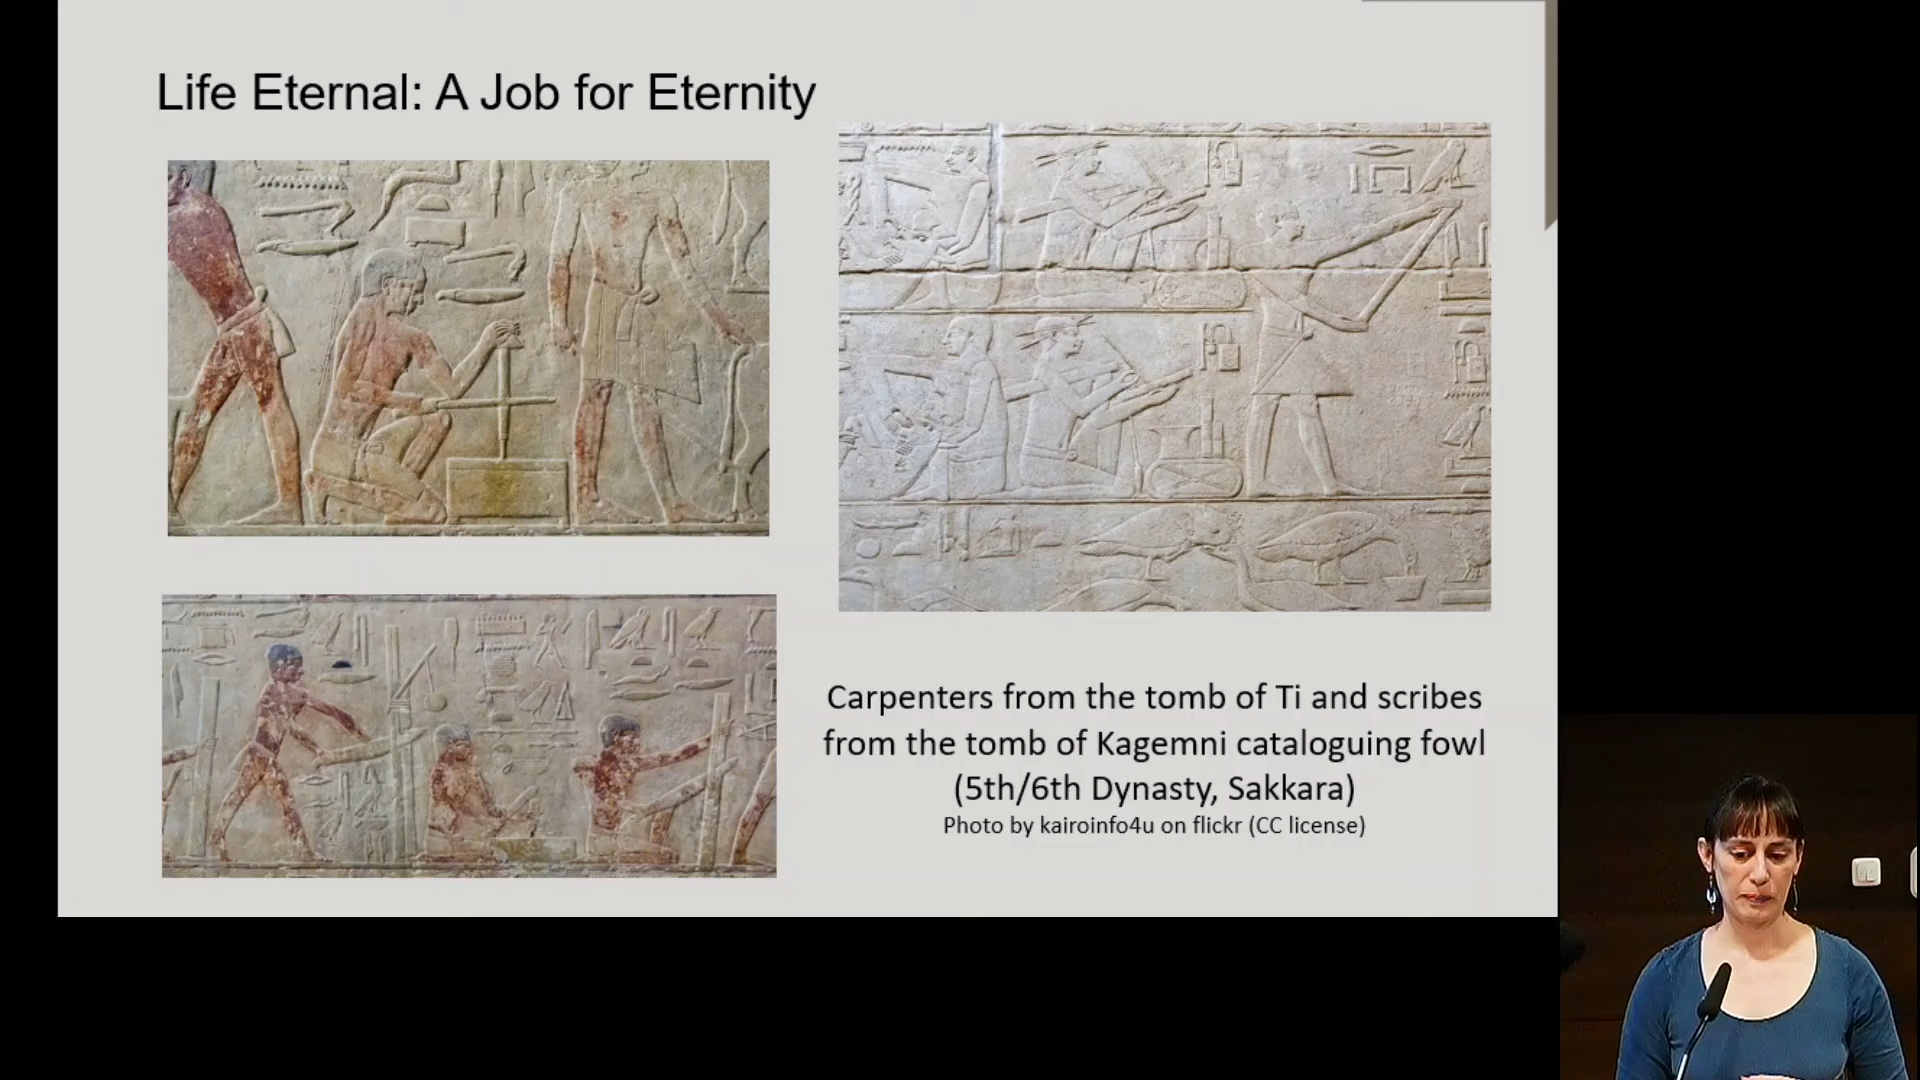 Life Eternal: A Job for Eternity
Carpenters from the tomb of Ti and scribes
from the tomb of Kagemni cataloguing fowl
(5th/6th Dynasty, Sakkara)
Photo by kairoinfo4u on flickr (CC license)